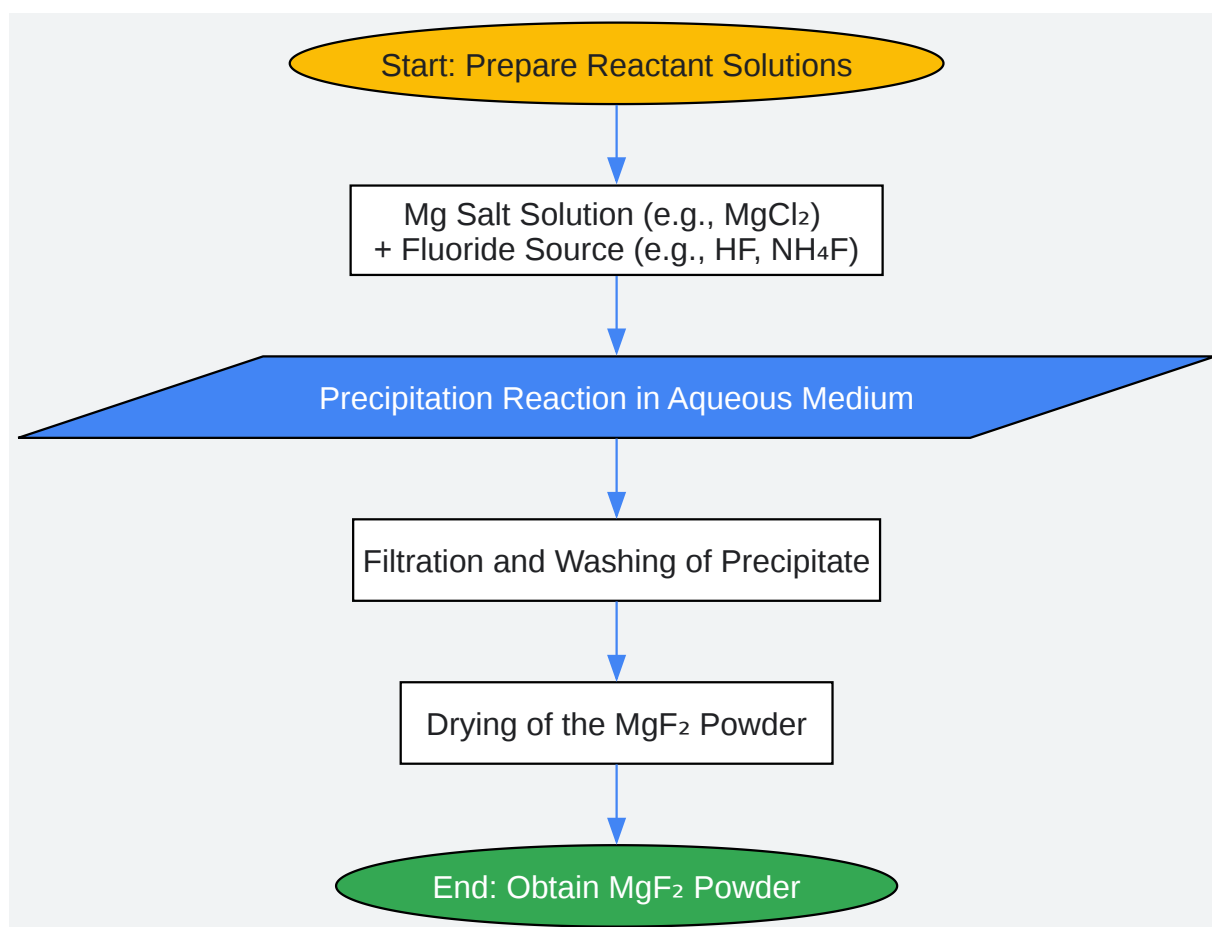 Start: Prepare Reactant Solutions
Mg Salt Solution (e.g., MgCl₂)
+ Fluoride Source (e.g., HF, NH₄F)
Precipitation Reaction in Aqueous Medium
Filtration and Washing of Precipitate
Drying of the MgF₂ Powder
End: Obtain MgF₂ Powder